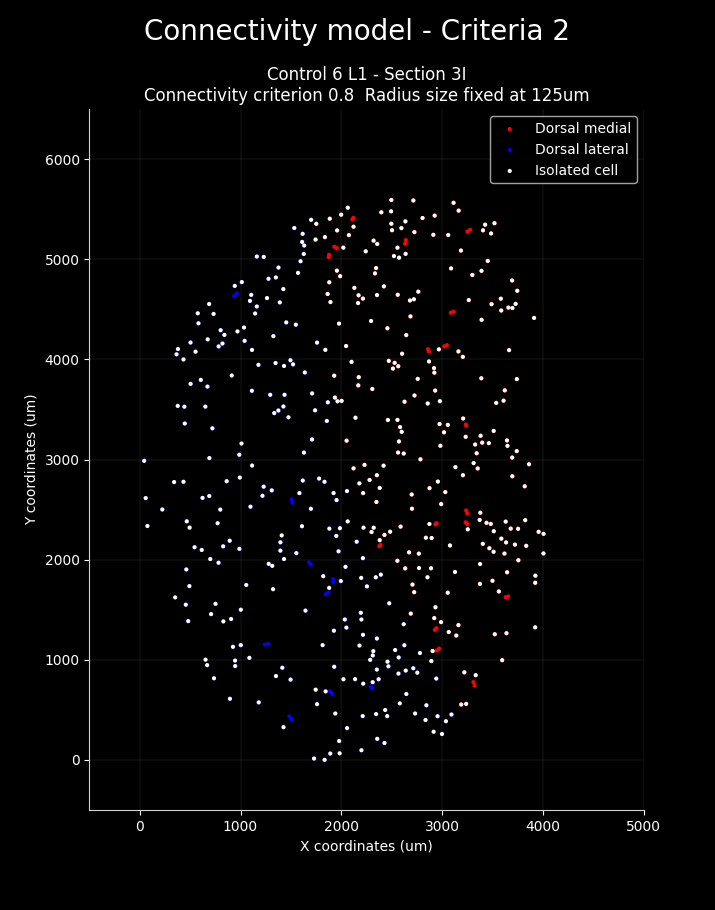 Connectivity model - Criteria 2
Control 6 L1 - Section 3I
Connectivity criterion 0.8  Radius size fixed at 125um
Dorsal medial
Dorsal lateral
Isolated cell
6000
5000
4000
3000
2000
1000
0
Y coordinates (um)
0 1000 2000 3000 4000 5000
X coordinates (um)